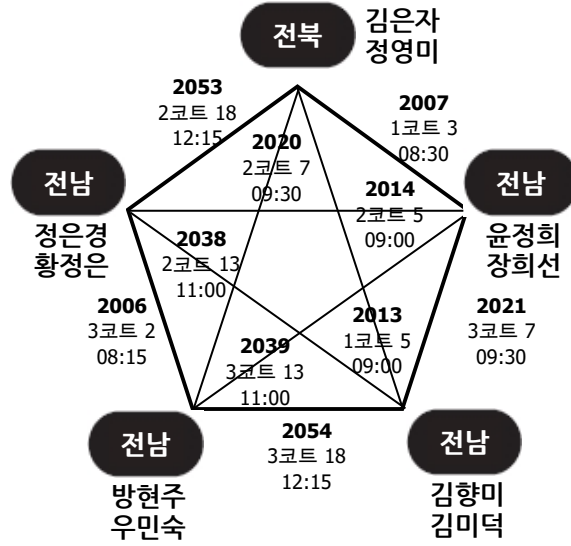 전북
김은자
정영미
2053
2코트 18
12:15
2007
1코트 3
08:30
2020
2코트 7
09:30
전남
정은경
황정은
2014
2코트 5
09:00
전남
윤정희
장희선
2038
2코트 13
11:00
2006
3코트 2
08:15
2013
1코트 5
09:00
2021
3코트 7
09:30
2039
3코트 13
11:00
전남
방현주
우민숙
2054
3코트 18
12:15
전남
김향미
김미덕